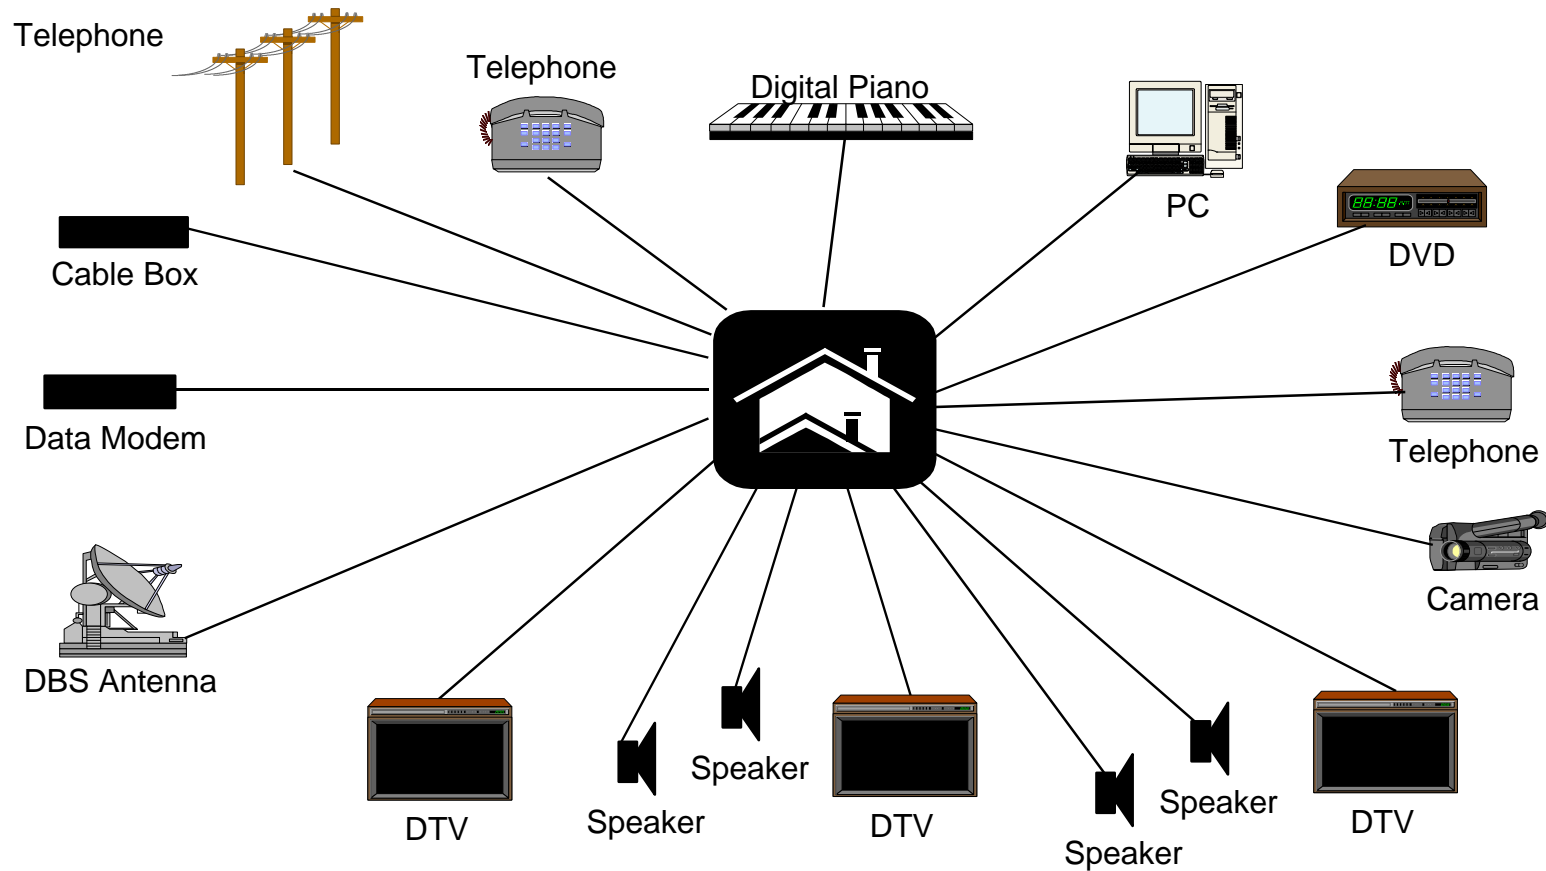 Telephone
Telephone
Digital Piano
PC
DVD
Cable Box
Data Modem
Telephone
Camera
DBS Antenna
DTV
Speaker
Speaker
DTV
Speaker
Speaker
DTV